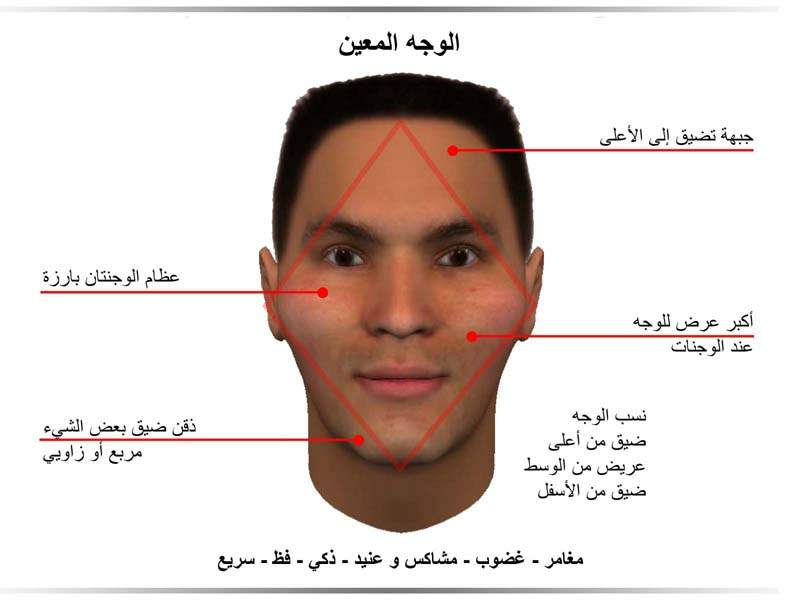 الوجه المعين
جبهة تضيق إلى الأعلى
عظام الوجنتان بارزة
أكبر عرض للوجه
عند الوجنات
ذقن ضيق بعض الشيء
مربع أو زاويي
نسب الوجه
ضيق من أعلى
عريض من الوسط
ضيق من الأسفل
مغامر - غضوب - مشاكس و عنيد - ذكي - فظ - سريع